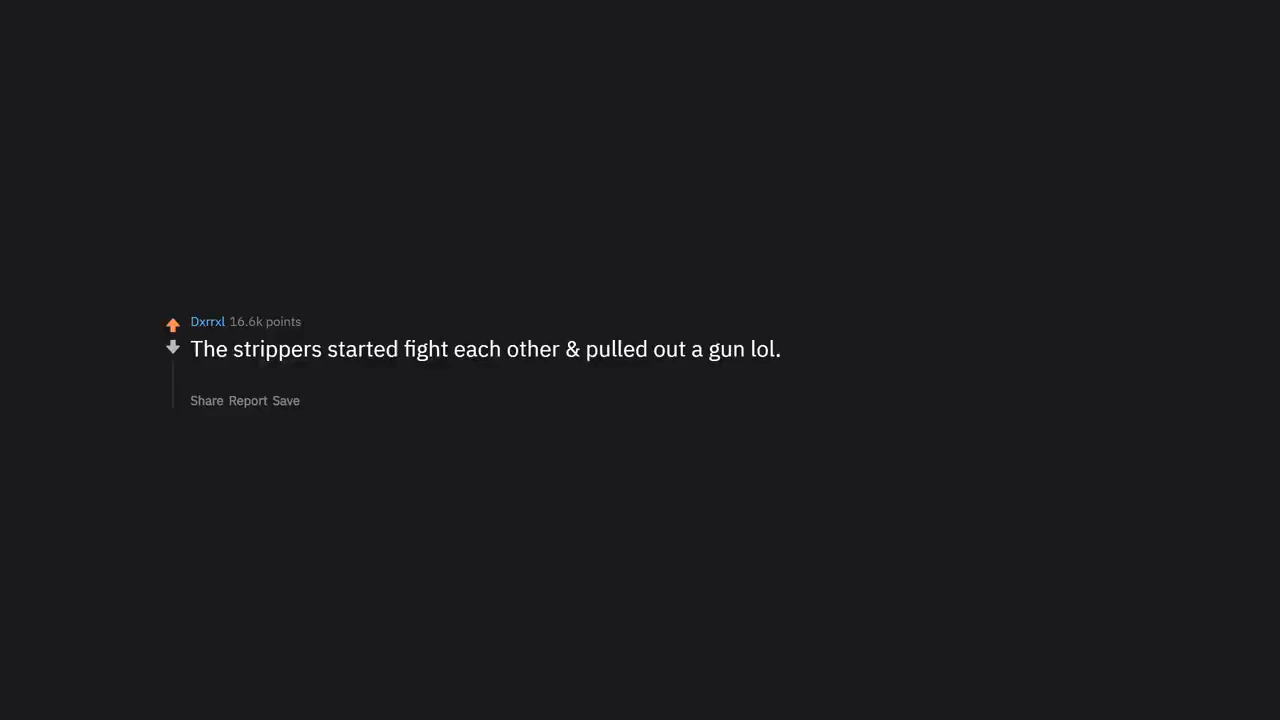 Dxrrxl 16.6k points
The strippers started fight each other & pulled out a gun lol.
Share Report Save